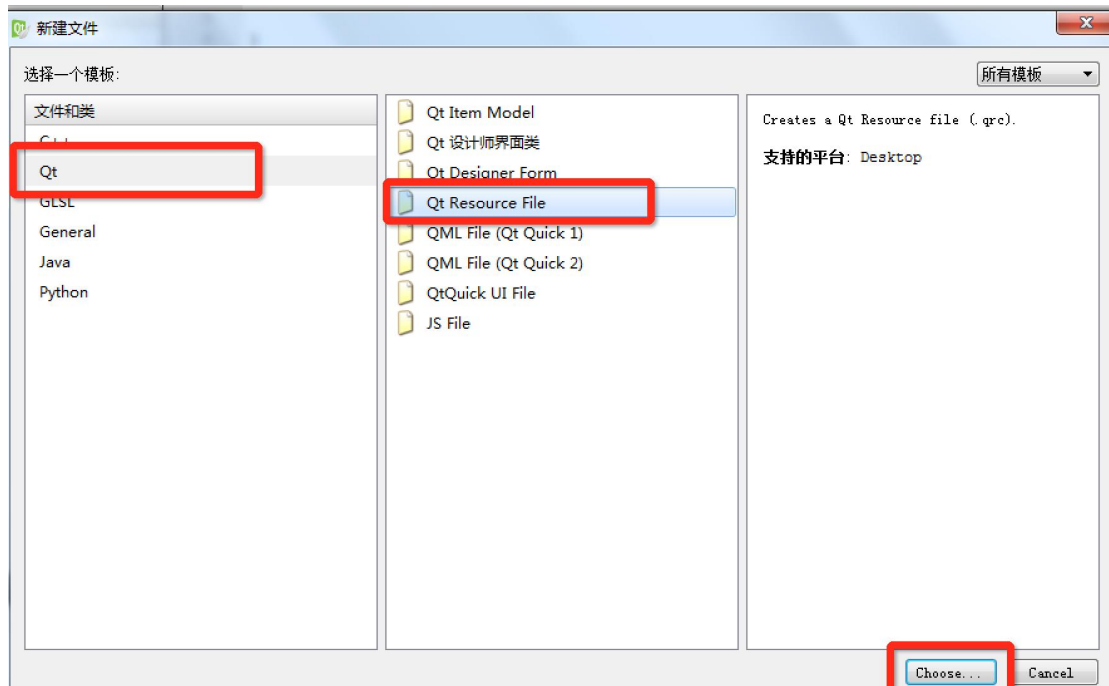 新建文件
选择一个模板:
所有模板
文件和类
Qt
GLSL
General
Java
Python
Qt Item Model
Qt 设计师界面类
Qt Designer Form
Qt Resource File
QML File (Qt Quick 1)
QML File (Qt Quick 2)
QtQuick UI File
JS File
Creates a Qt Resource file (.qrc).
支持的平台: Desktop
Choose...
Cancel